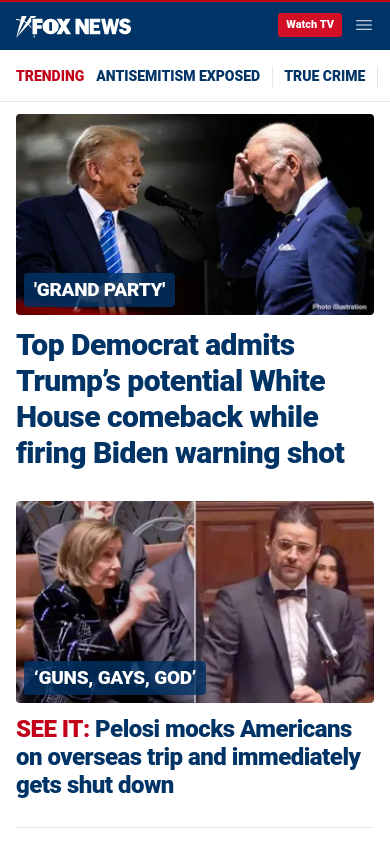 FOX NEWS
Watch TV
TRENDING ANTISEMITISM EXPOSED TRUE CRIME
'GRAND PARTY'
Photo illustration
Top Democrat admits
Trump’s potential White
House comeback while
firing Biden warning shot
‘GUNS, GAYS, GOD’
SEE IT: Pelosi mocks Americans
on overseas trip and immediately
gets shut down